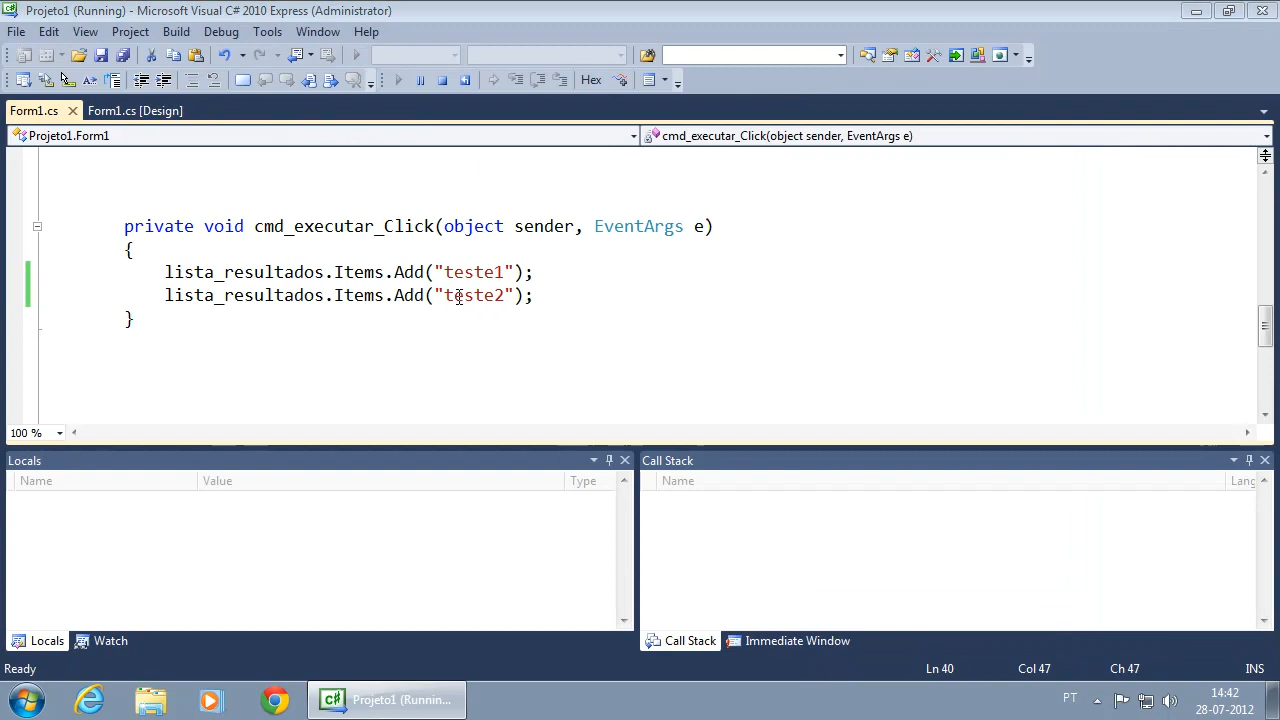 Projeto1 (Running) - Microsoft Visual C# 2010 Express (Administrator)
File Edit View Project Build Debug Tools Window Help
Hex
Form1.cs Form1.cs [Design]
Projeto1.Form1 cmd_executar_Click(object sender, EventArgs e)
private void cmd_executar_Click(object sender, EventArgs e)
{
lista_resultados.Items.Add("teste1");
lista_resultados.Items.Add("teste2");
}
100 %
Locals Call Stack
Name Value Type Name Lang
Locals Watch Call Stack Immediate Window
Ready Ln 40 Col 47 Ch 47 INS
C# Projeto1 (Runnin... PT 14:42
28-07-2012